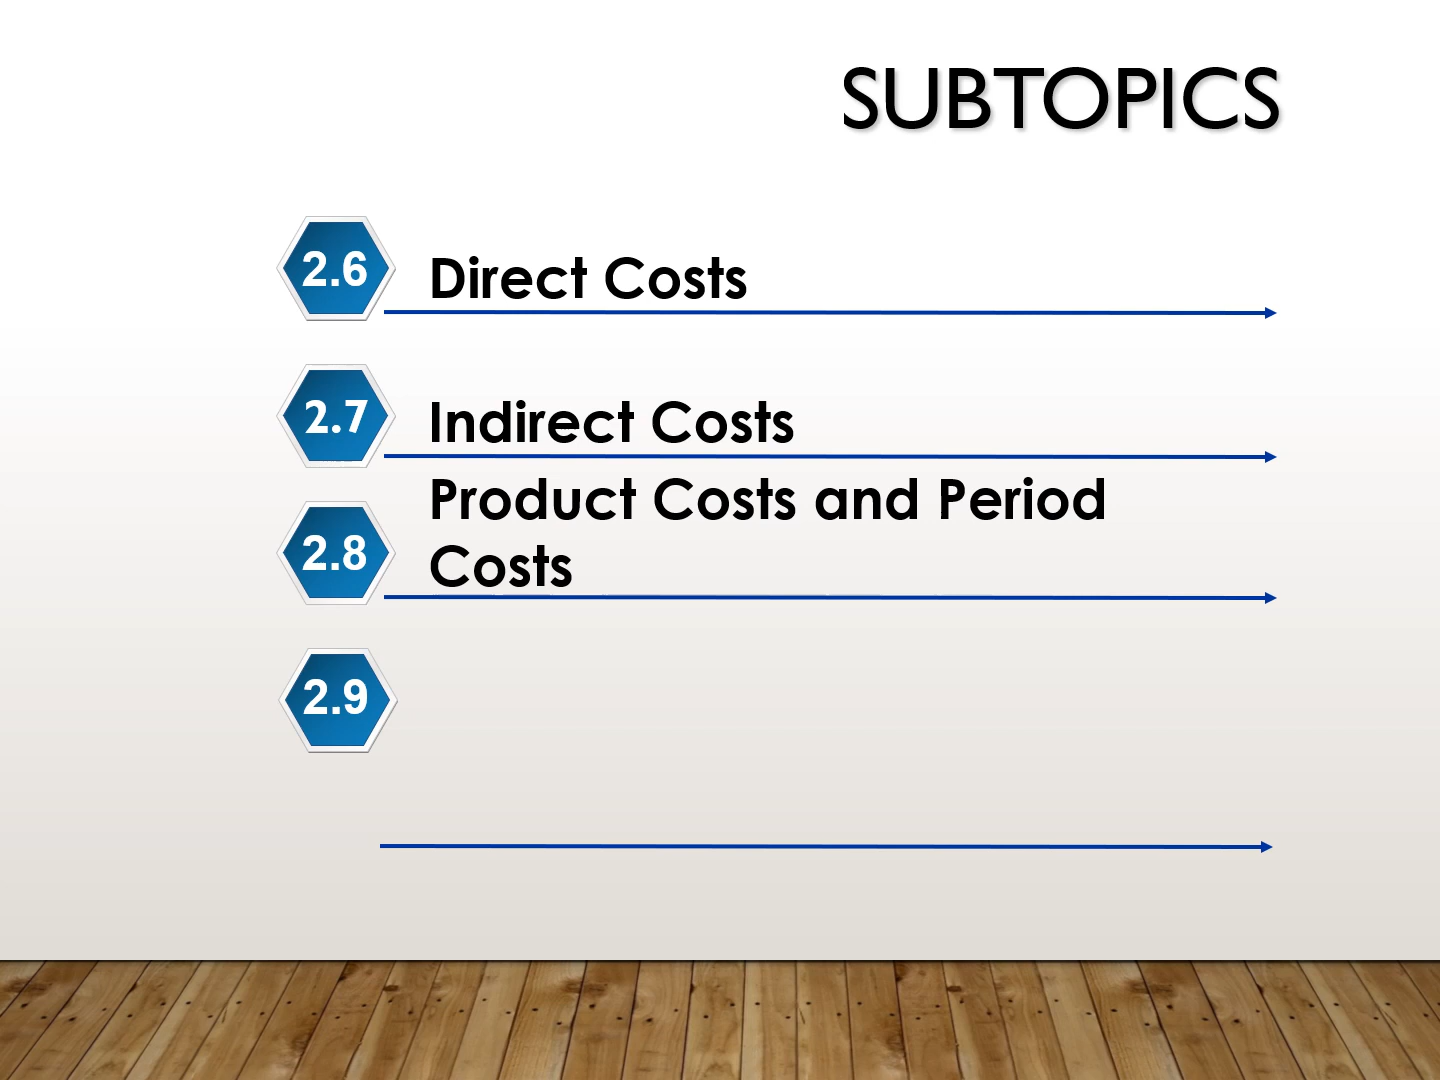 SUBTOPICS
2.6
Direct Costs
2.7
Indirect Costs
2.8
Product Costs and Period
Costs
2.9